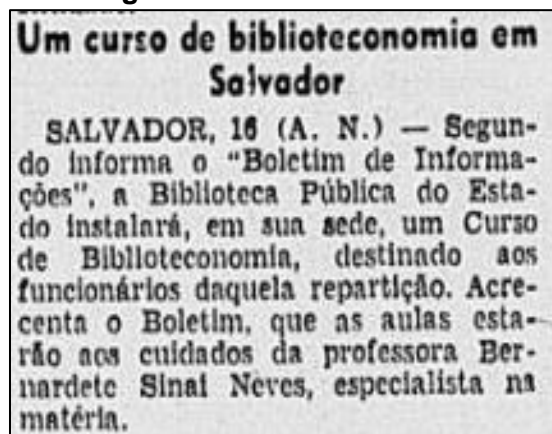 Um curso de biblioteconomia em
Salvador
SALVADOR, 16 (A. N.) — Segun-
do informa o "Boletim de Informa-
ções", a Biblioteca Pública do Esta-
do instalará, em sua sede, um Curso
de Biblioteconomia, destinado aos
funcionários daquela repartição. Acre-
centa o Boletim, que as aulas esta-
rão aos cuidados da professora Ber-
nardete Sinai Neves, especialista na
matéria.